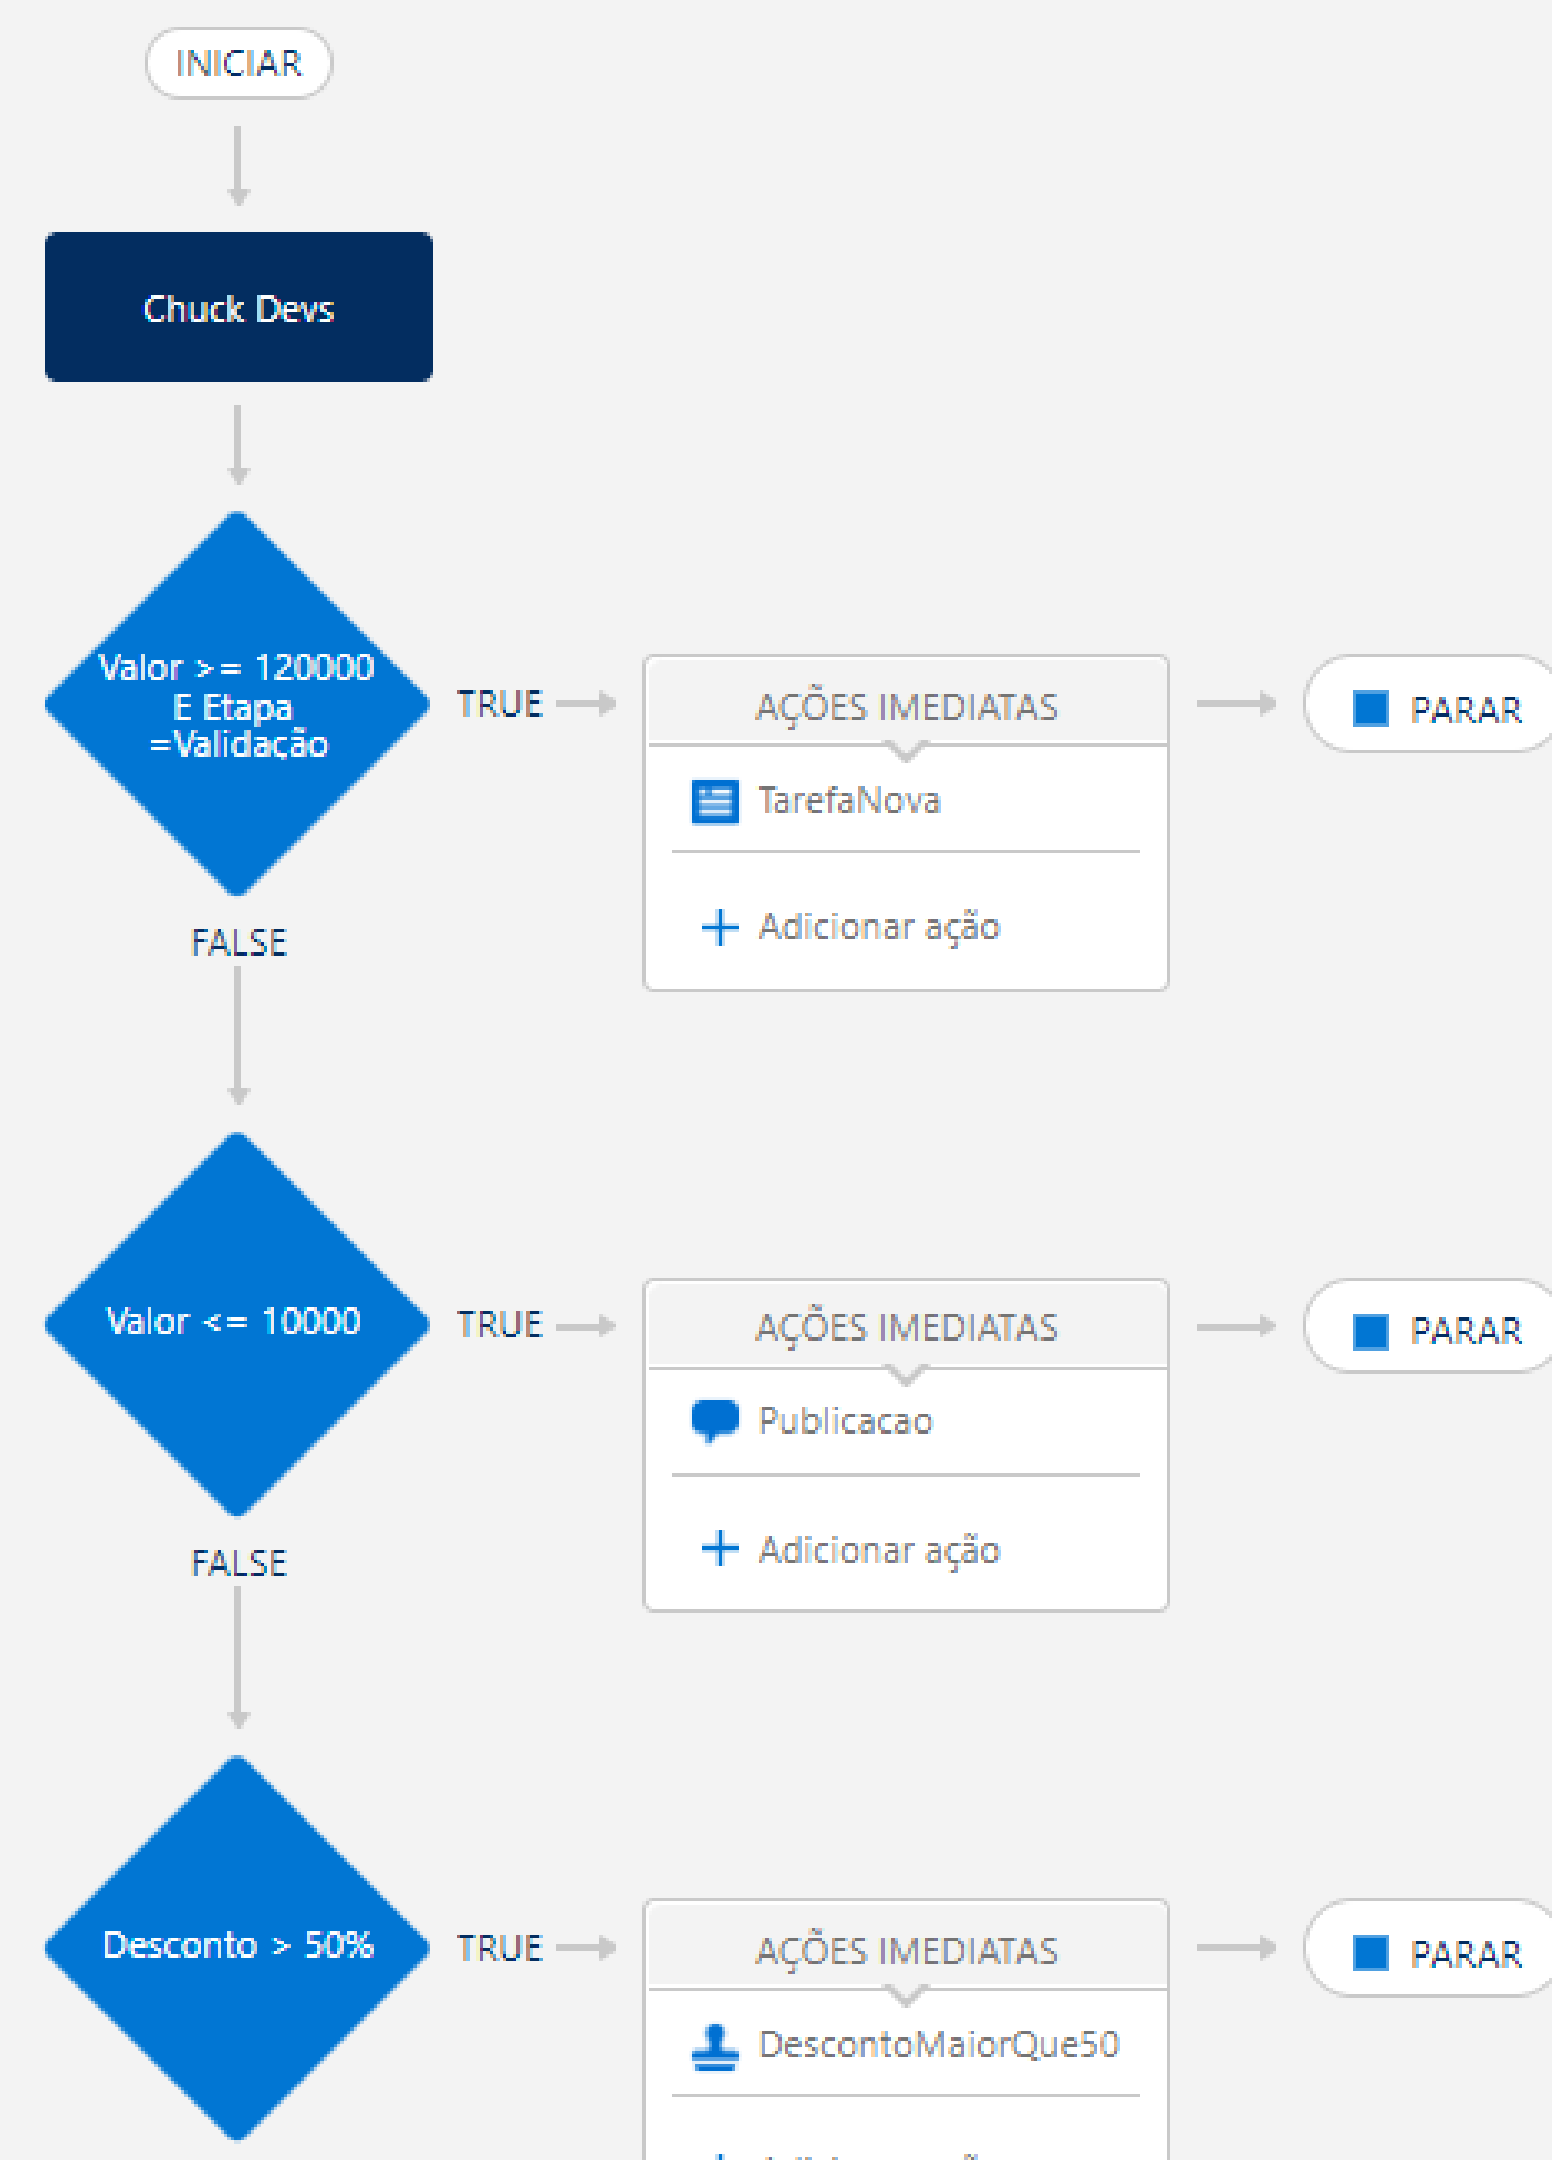 INICIAR
Chuck Devs
Valor >= 120000
E Etapa
=Validação
TRUE
AÇÕES IMEDIATAS
PARAR
TarefaNova
Adicionar ação
FALSE
Valor <= 10000
TRUE
AÇÕES IMEDIATAS
PARAR
Publicacao
Adicionar ação
FALSE
Desconto > 50%
TRUE
AÇÕES IMEDIATAS
PARAR
DescontoMaiorQue50